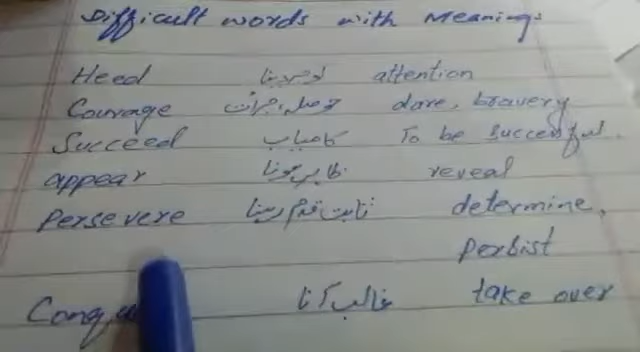 Difficult words with Meanings
Heed توجہ دینا attention
Courage حوصلہ، جرأت dare, bravery
Succeed کامیاب To be successful.
appear ظاہر ہونا reveal
Persevere ثابت قدم رہنا determine,
persist
غالب آنا take over